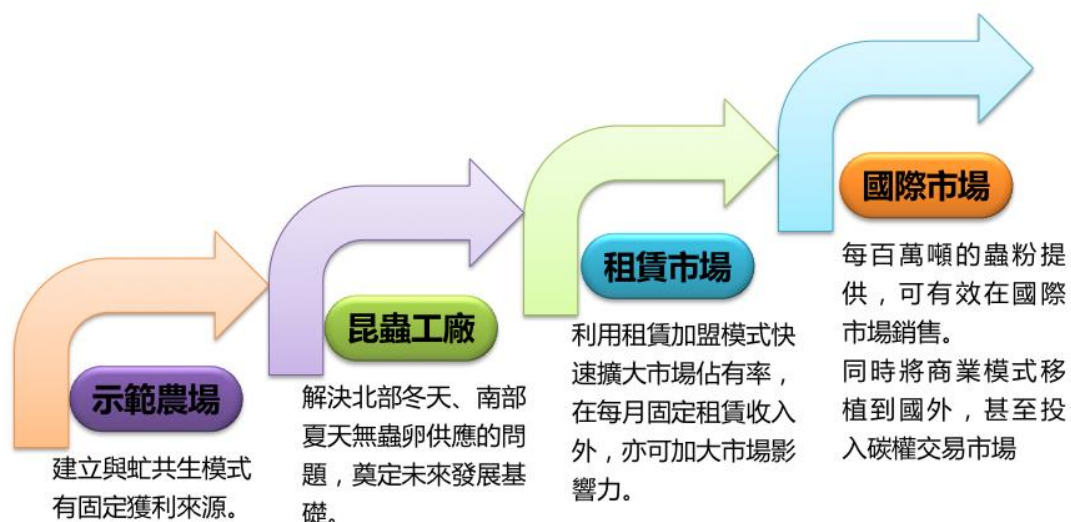 示範農場
建立與虻共生模式
有固定獲利來源。
昆蟲工廠
解決北部冬天、南部
夏天無蟲卵供應的問
題，奠定未來發展基
礎。
租賃市場
利用租賃加盟模式快
速擴大市場佔有率，
在每月固定租賃收入
外，亦可加大市場影
響力。
國際市場
每百萬噸的蟲粉提
供，可有效在國際
市場銷售。
同時將商業模式移
植到國外，甚至投
入碳權交易市場